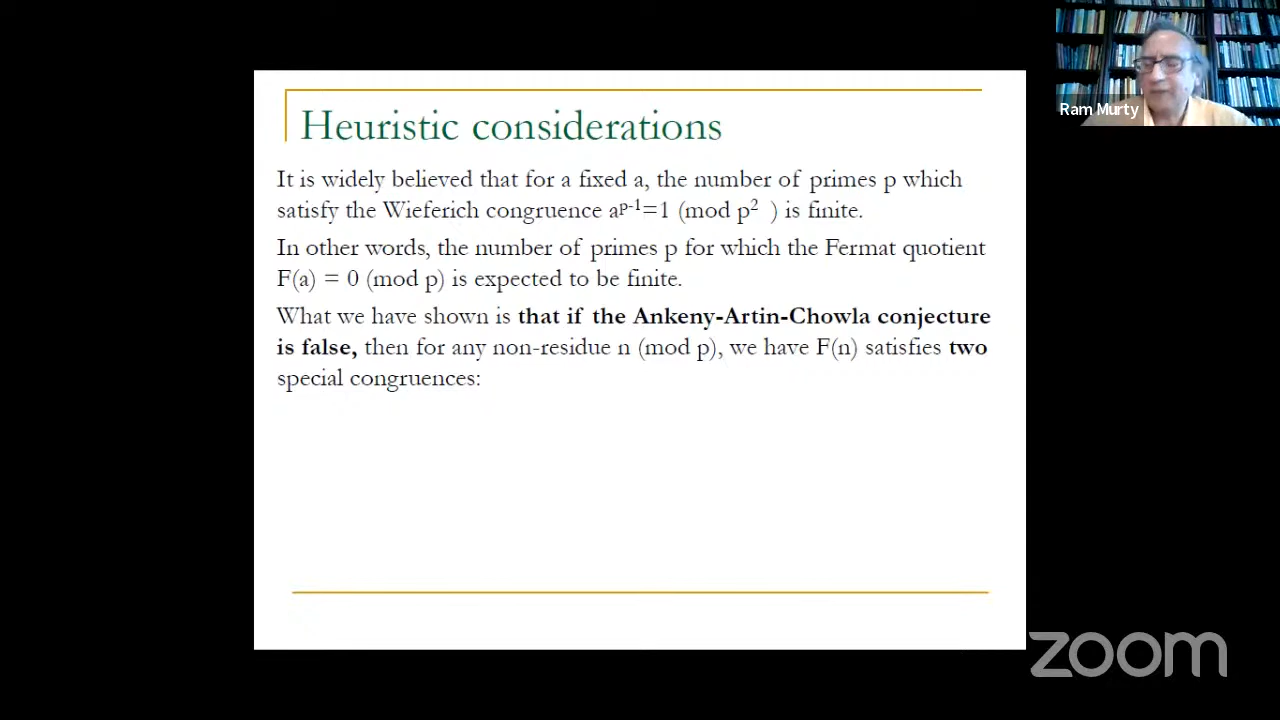 Heuristic considerations
It is widely believed that for a fixed a, the number of primes p which
satisfy the Wieferich congruence a^{p-1}=1 (mod p^2 ) is finite.
In other words, the number of primes p for which the Fermat quotient
F(a) = 0 (mod p) is expected to be finite.
What we have shown is that if the Ankeny-Artin-Chowla conjecture
is false, then for any non-residue n (mod p), we have F(n) satisfies two
special congruences:
Ram Murty
zoom